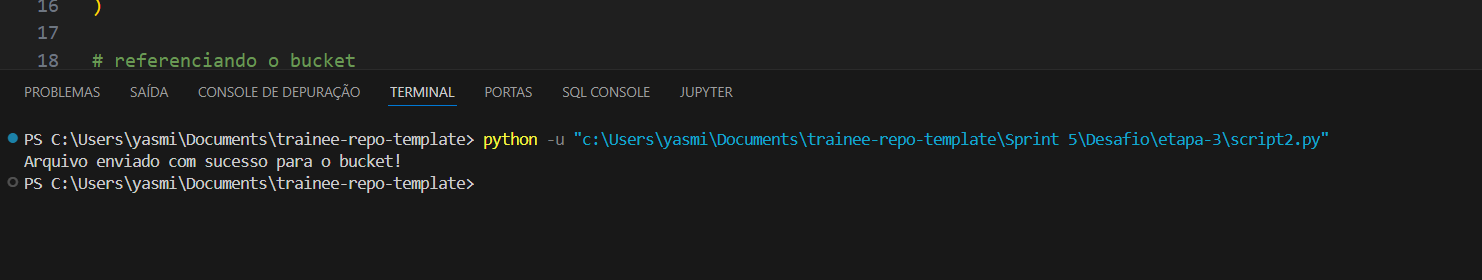 16 )
17
18 # referenciando o bucket
PROBLEMAS SAÍDA CONSOLE DE DEPURAÇÃO TERMINAL PORTAS SQL CONSOLE JUPYTER
PS C:\Users\yasmi\Documents\trainee-repo-template> python -u "c:\Users\yasmi\Documents\trainee-repo-template\Sprint 5\Desafio\etapa-3\script2.py"
Arquivo enviado com sucesso para o bucket!
PS C:\Users\yasmi\Documents\trainee-repo-template>